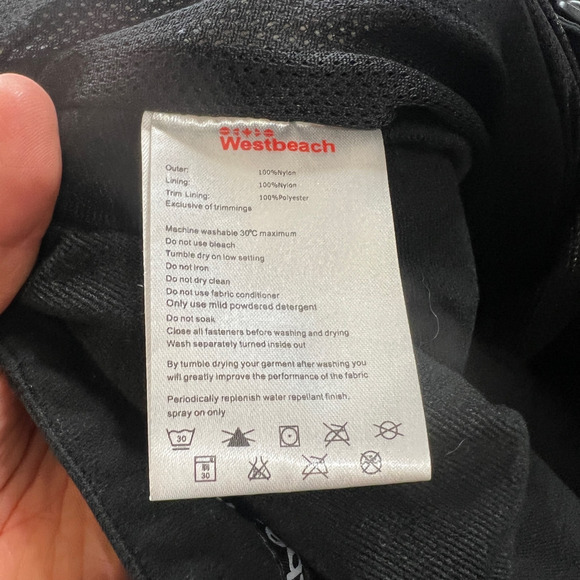 Westbeach
Outer: 100%Nylon
Lining: 100%Nylon
Trim Lining: 100%Polyester
Exclusive of trimmings
Machine washable 30°C maximum
Do not use bleach
Tumble dry on low setting
Do not iron
Do not dry clean
Do not use fabric conditioner
Only use mild powdered detergent
Do not soak
Close all fasteners before washing and drying
Wash separately turned inside out
By tumble drying your garment after washing you
will greatly improve the performance of the fabric
Periodically replenish water repellant finish,
spray on only
30
30